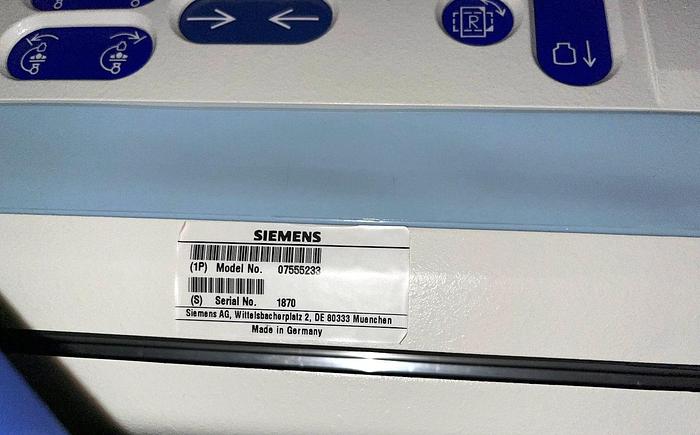 R
SIEMENS
(1P) Model No. 07555233
(S) Serial No. 1870
Siemens AG, Wittelsbacherplatz 2, DE 80333 Muenchen
Made in Germany